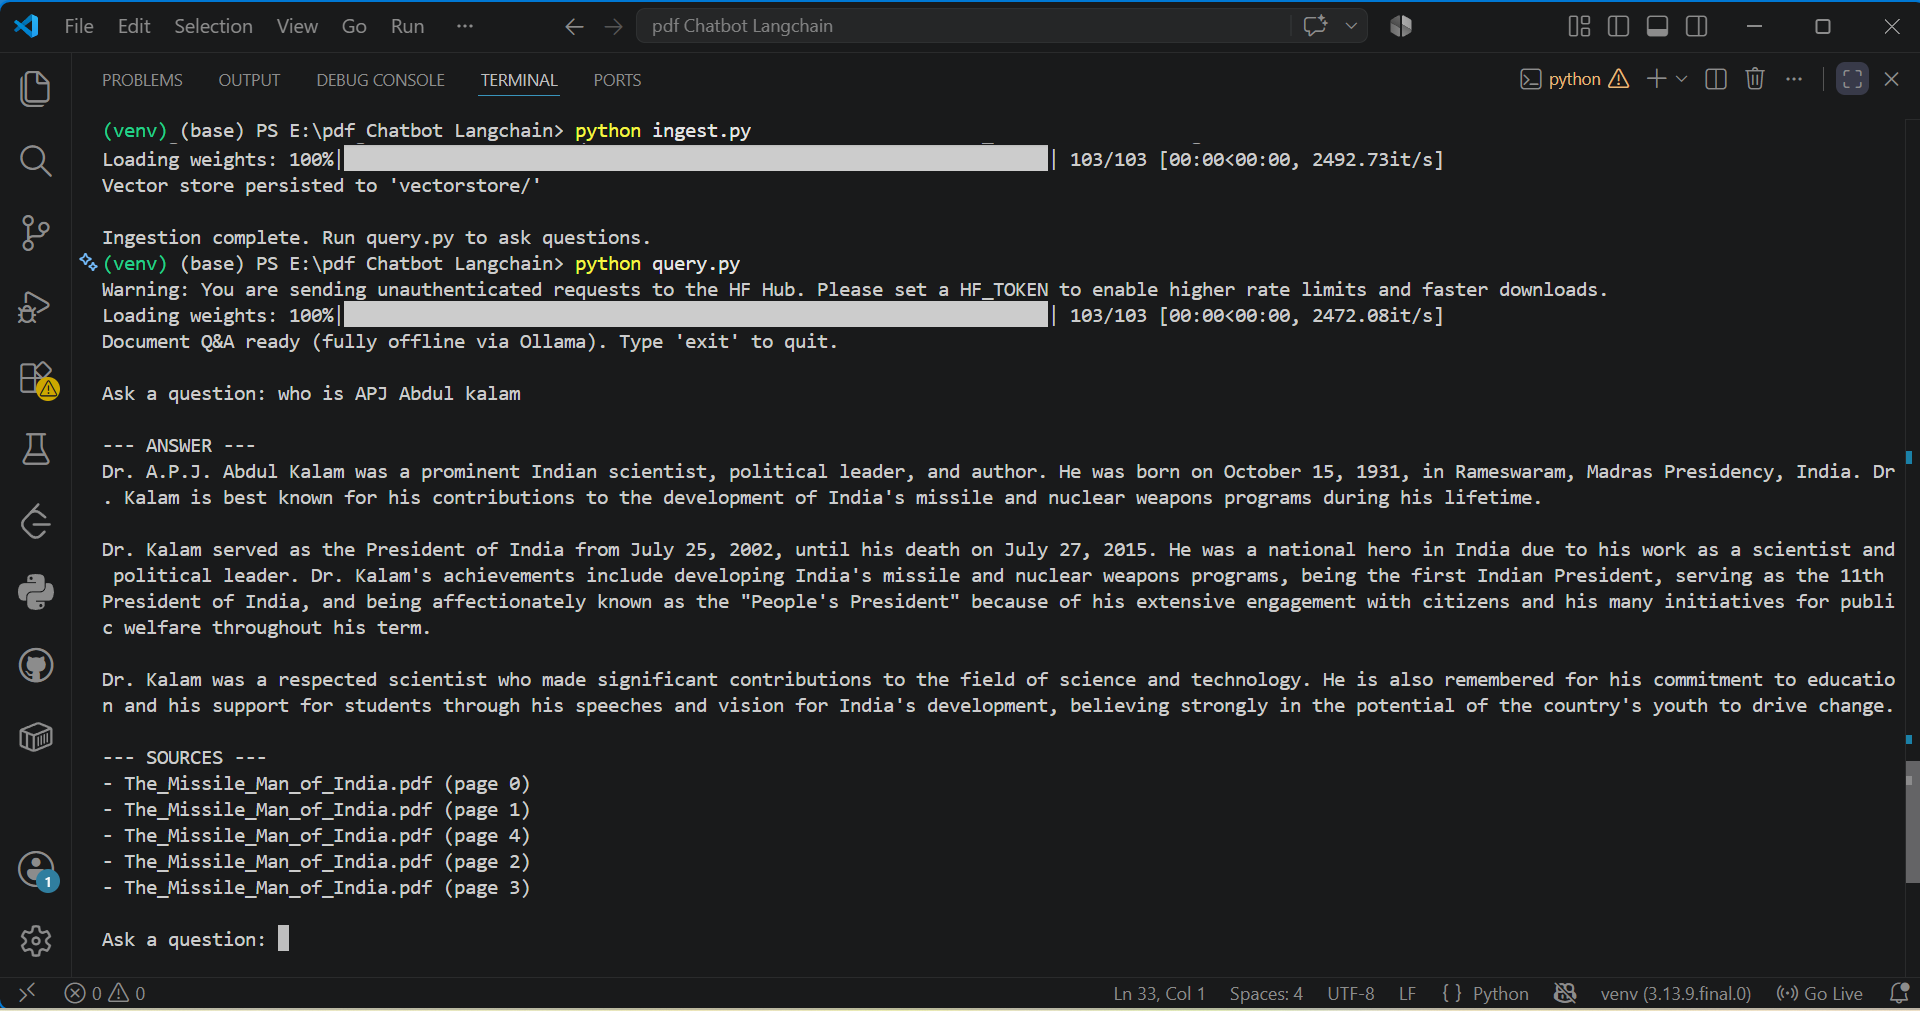 File Edit Selection View Go Run ··· pdf Chatbot Langchain
PROBLEMS OUTPUT DEBUG CONSOLE TERMINAL PORTS python
(venv) (base) PS E:\pdf Chatbot Langchain> python ingest.py
Loading weights: 100%| | 103/103 [00:00<00:00, 2492.73it/s]
Vector store persisted to 'vectorstore/'
Ingestion complete. Run query.py to ask questions.
(venv) (base) PS E:\pdf Chatbot Langchain> python query.py
Warning: You are sending unauthenticated requests to the HF Hub. Please set a HF_TOKEN to enable higher rate limits and faster downloads.
Loading weights: 100%| | 103/103 [00:00<00:00, 2472.08it/s]
Document Q&A ready (fully offline via Ollama). Type 'exit' to quit.
Ask a question: who is APJ Abdul kalam
--- ANSWER ---
Dr. A.P.J. Abdul Kalam was a prominent Indian scientist, political leader, and author. He was born on October 15, 1931, in Rameswaram, Madras Presidency, India. Dr
. Kalam is best known for his contributions to the development of India's missile and nuclear weapons programs during his lifetime.
Dr. Kalam served as the President of India from July 25, 2002, until his death on July 27, 2015. He was a national hero in India due to his work as a scientist and
political leader. Dr. Kalam's achievements include developing India's missile and nuclear weapons programs, being the first Indian President, serving as the 11th
President of India, and being affectionately known as the "People's President" because of his extensive engagement with citizens and his many initiatives for publi
c welfare throughout his term.
Dr. Kalam was a respected scientist who made significant contributions to the field of science and technology. He is also remembered for his commitment to educatio
n and his support for students through his speeches and vision for India's development, believing strongly in the potential of the country's youth to drive change.
--- SOURCES ---
- The_Missile_Man_of_India.pdf (page 0)
- The_Missile_Man_of_India.pdf (page 1)
- The_Missile_Man_of_India.pdf (page 4)
- The_Missile_Man_of_India.pdf (page 2)
- The_Missile_Man_of_India.pdf (page 3)
1
Ask a question:
0 0 Ln 33, Col 1 Spaces: 4 UTF-8 LF { } Python venv (3.13.9.final.0) Go Live